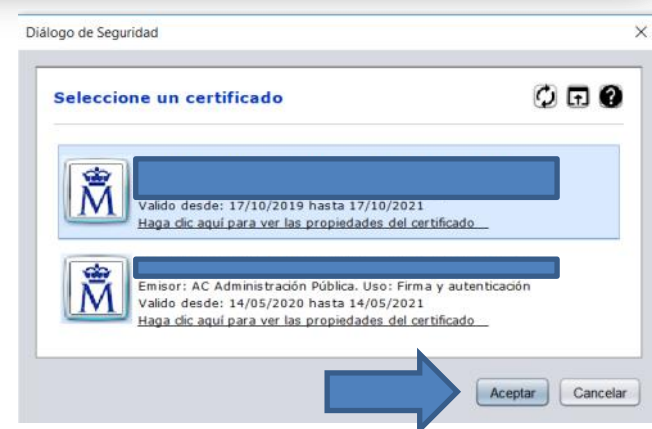 Diálogo de Seguridad
Seleccione un certificado
Valido desde: 17/10/2019 hasta 17/10/2021
Haga clic aquí para ver las propiedades del certificado
Emisor: AC Administración Pública. Uso: Firma y autenticación
Valido desde: 14/05/2020 hasta 14/05/2021
Haga clic aquí para ver las propiedades del certificado
Aceptar Cancelar